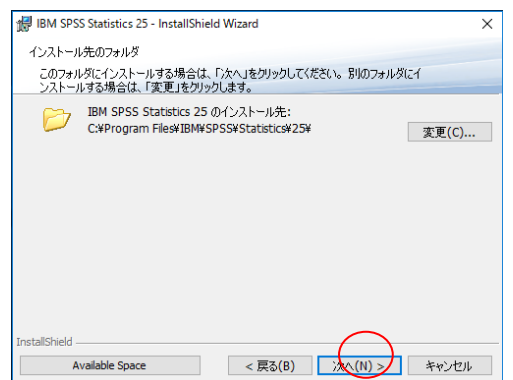 IBM SPSS Statistics 25 - InstallShield Wizard
インストール先のフォルダ
このフォルダにインストールする場合は、「次へ」をクリックしてください。別のフォルダにイ
ンストールする場合は、「変更」をクリックします。
IBM SPSS Statistics 25 のインストール先:
C:¥Program Files¥IBM¥SPSS¥Statistics¥25¥
変更(C)...
InstallShield
Available Space
< 戻る(B)
次へ(N) >
キャンセル